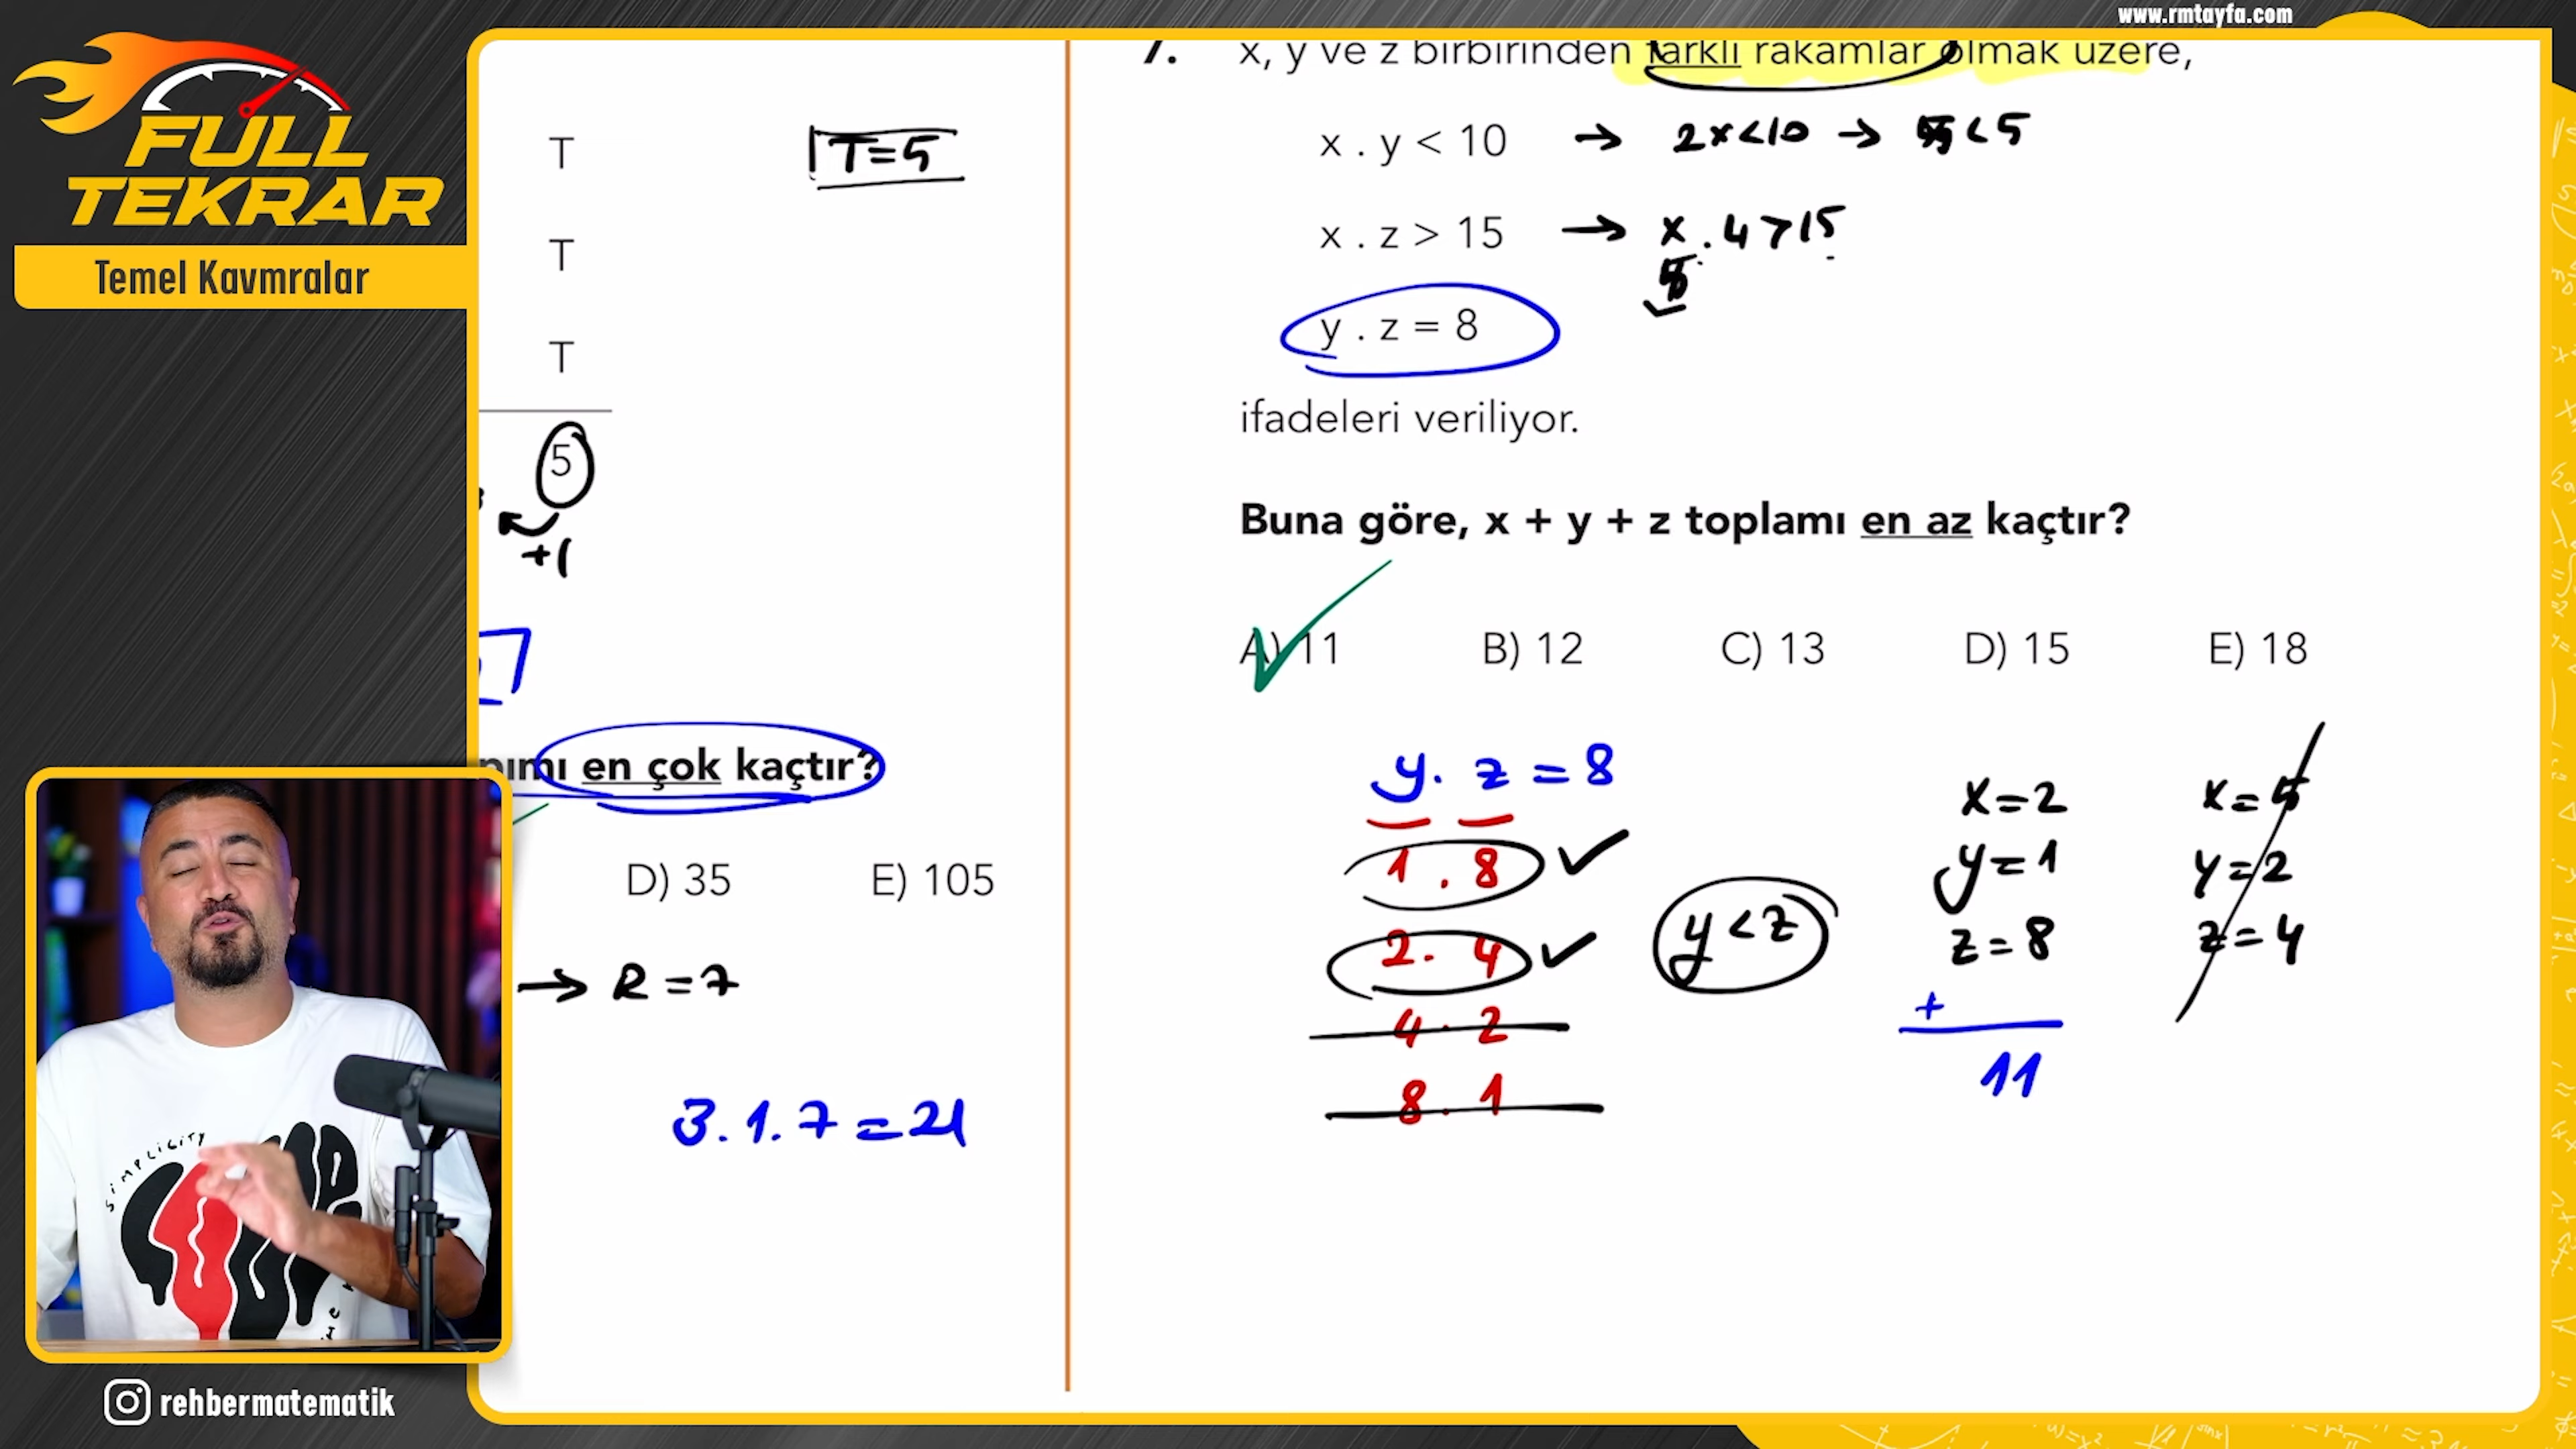 www.rmtayfa.com
FULL
TEKRAR
Temel Kavmralar
T
T
T
5
+1
T=5
en çok kaçtır?
D) 35 E) 105
→ R = 7
3.1.7 = 21
7. x, y ve z birbirinden farklı rakamlar olmak üzere,
x . y < 10 → 2x<10 → < 5
x . z > 15 → x . 4 > 15
y . z = 8
ifadeleri veriliyor.
Buna göre, x + y + z toplamı en az kaçtır?
A) 11 B) 12 C) 13 D) 15 E) 18
y . z = 8
1 . 8
2 . 4
4 . 2
8 . 1
y < z
x = 2
y = 1
z = 8
+
11
x =
y = 2
z = 4
simplicity
rehbermatematik